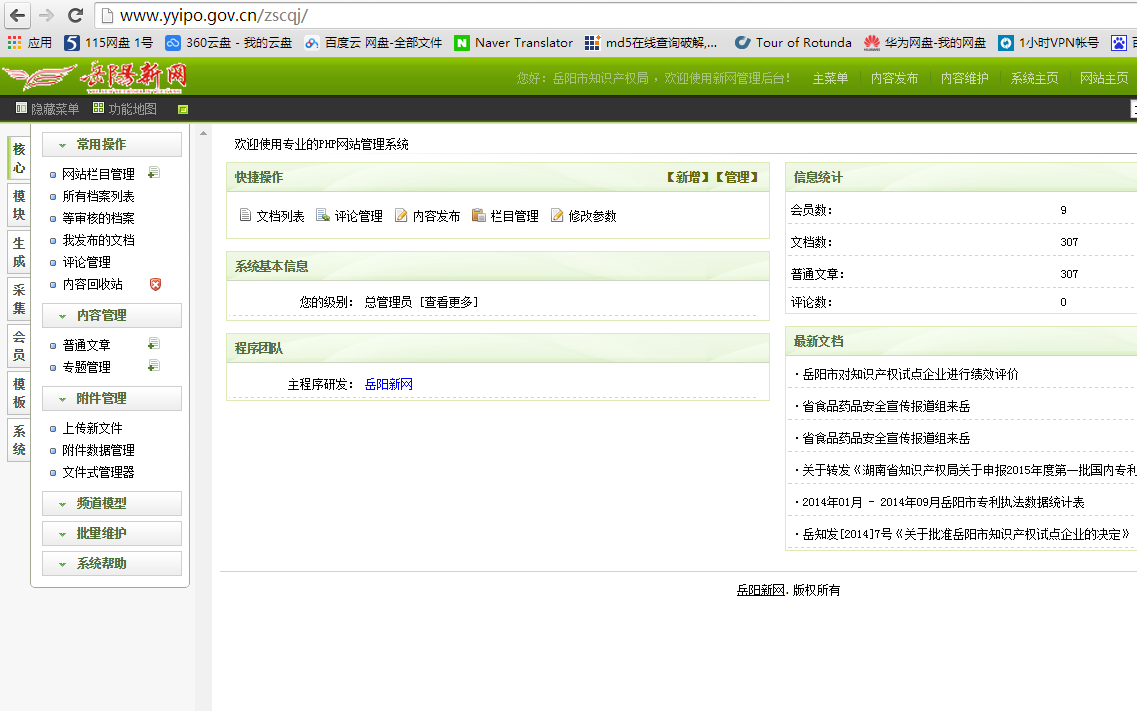 www.yyipo.gov.cn/zscqj/
应用 115网盘 1号 360云盘 - 我的云盘 百度云 网盘-全部文件 Naver Translator md5在线查询破解,... Tour of Rotunda 华为网盘-我的网盘 1小时VPN帐号
岳阳新网 您好：岳阳市知识产权局 ，欢迎使用新网管理后台！ 主菜单 内容发布 内容维护 系统主页 网站主页
隐藏菜单 功能地图
核心
模块
生成
采集
会员
模板
系统
常用操作
网站栏目管理
所有档案列表
等审核的档案
我发布的文档
评论管理
内容回收站
内容管理
普通文章
专题管理
附件管理
上传新文件
附件数据管理
文件式管理器
频道模型
批量维护
系统帮助
欢迎使用专业的PHP网站管理系统
快捷操作 【新增】【管理】
文档列表 评论管理 内容发布 栏目管理 修改参数
系统基本信息
您的级别： 总管理员 [查看更多]
程序团队
主程序研发： 岳阳新网
信息统计
会员数： 9
文档数： 307
普通文章： 307
评论数： 0
最新文档
·岳阳市对知识产权试点企业进行绩效评价
·省食品药品安全宣传报道组来岳
·省食品药品安全宣传报道组来岳
·关于转发《湖南省知识产权局关于申报2015年度第一批国内专利
·2014年01月 - 2014年09月岳阳市专利执法数据统计表
·岳知发[2014]7号《关于批准岳阳市知识产权试点企业的决定》
岳阳新网. 版权所有